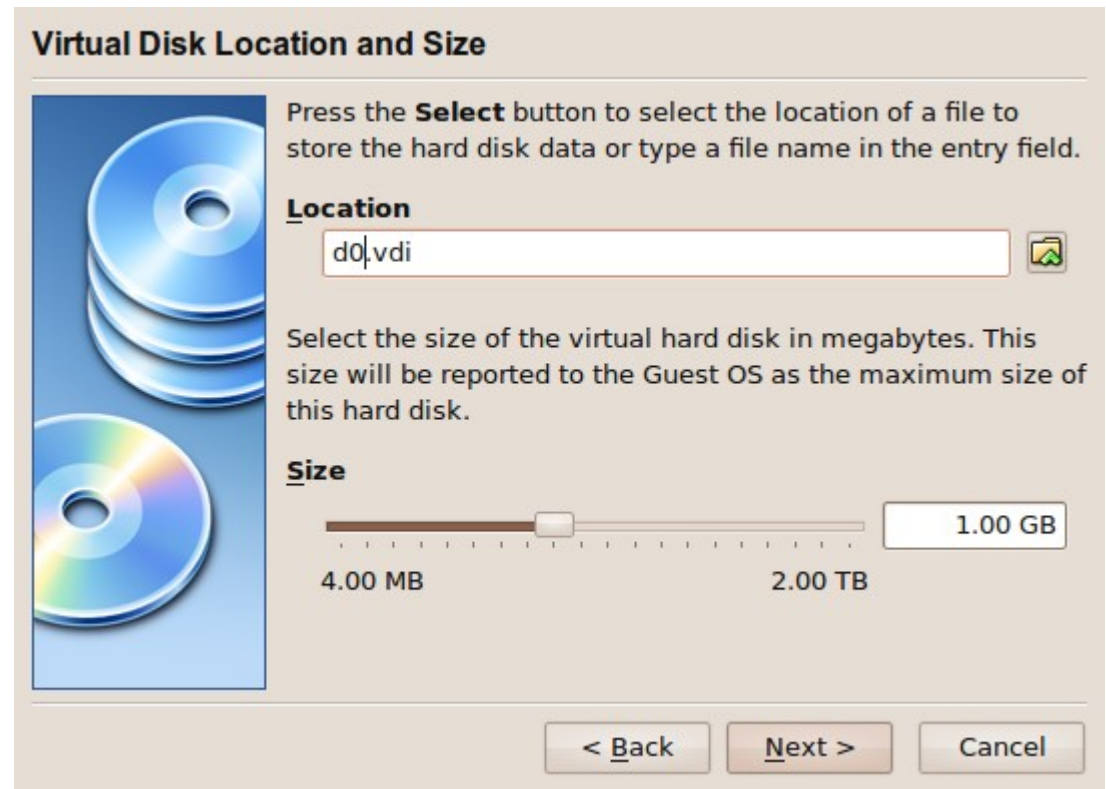 Virtual Disk Location and Size
Press the Select button to select the location of a file to
store the hard disk data or type a file name in the entry field.
Location
d0.vdi
Select the size of the virtual hard disk in megabytes. This
size will be reported to the Guest OS as the maximum size of
this hard disk.
Size
1.00 GB
4.00 MB 2.00 TB
< Back Next > Cancel